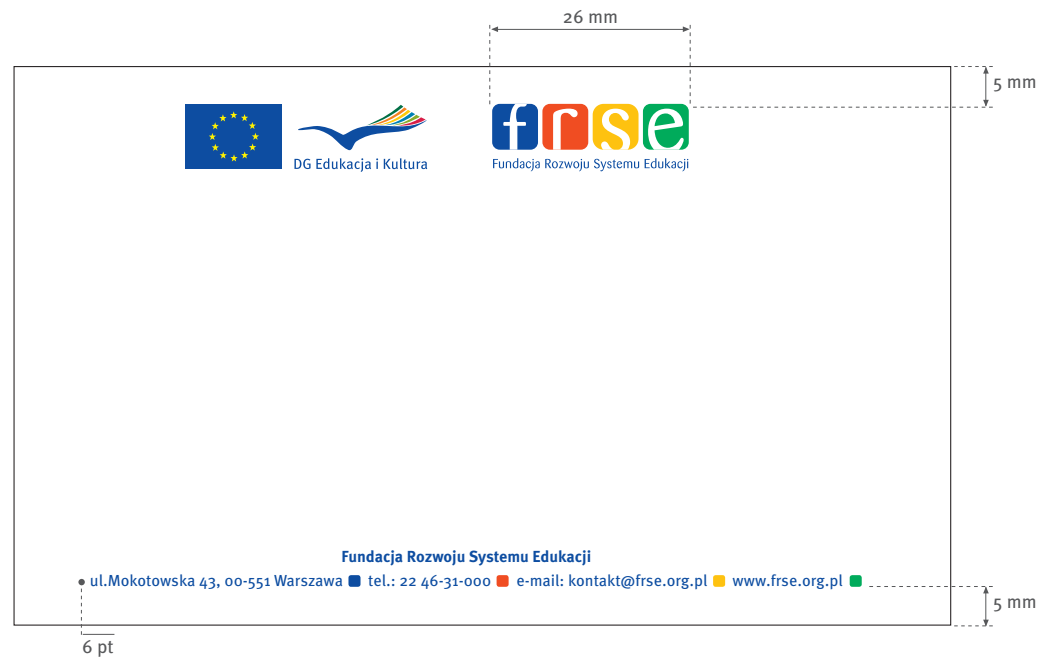 26 mm
5 mm
frse
DG Edukacja i Kultura
Fundacja Rozwoju Systemu Edukacji
Fundacja Rozwoju Systemu Edukacji
ul.Mokotowska 43, 00-551 Warszawa tel.: 22 46-31-000 e-mail: kontakt@frse.org.pl www.frse.org.pl
5 mm
6 pt